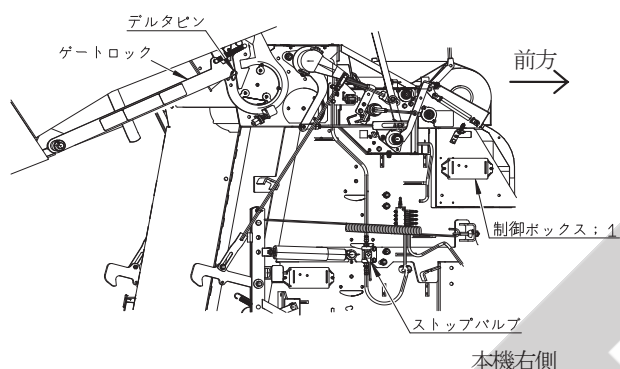 デルタピン
ゲートロック
前方
制御ボックス；1
ストップバルブ
本機右側